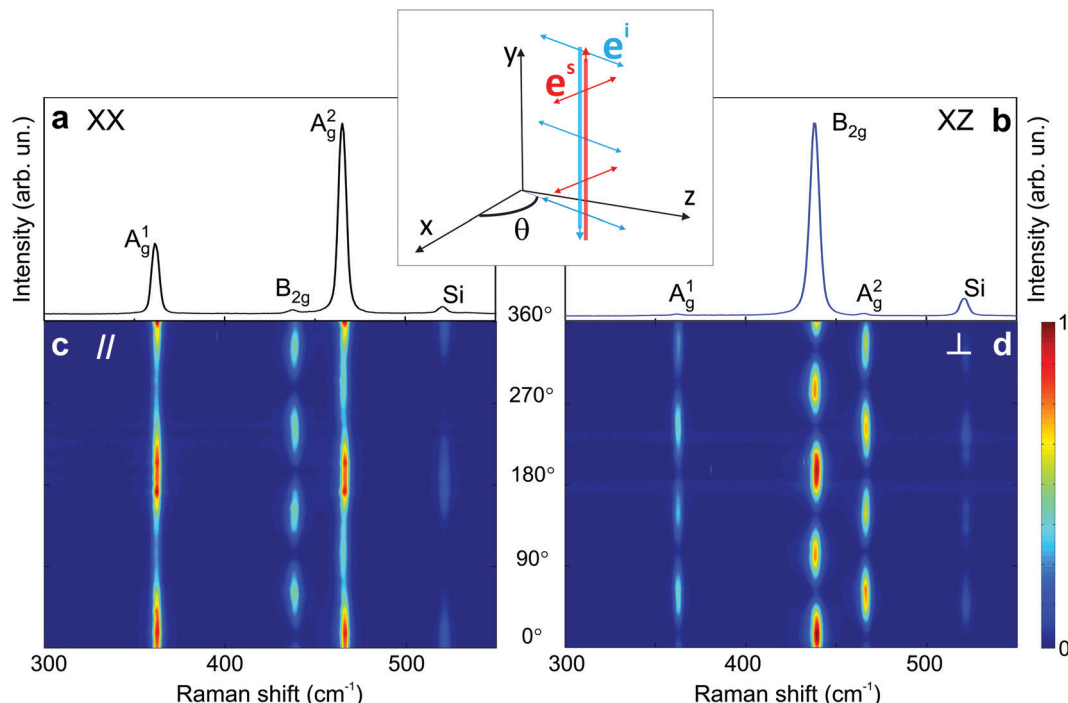 a XX
A_g^1
B_2g
A_g^2
Si
Intensity (arb. un.)
y
x
z
θ
e^i
e^s
XZ b
A_g^1
B_2g
A_g^2
Si
Intensity (arb. un.)
c //
360°
270°
180°
90°
0°
⊥ d
1
0
300 400 500
Raman shift (cm⁻¹)
300 400 500
Raman shift (cm⁻¹)